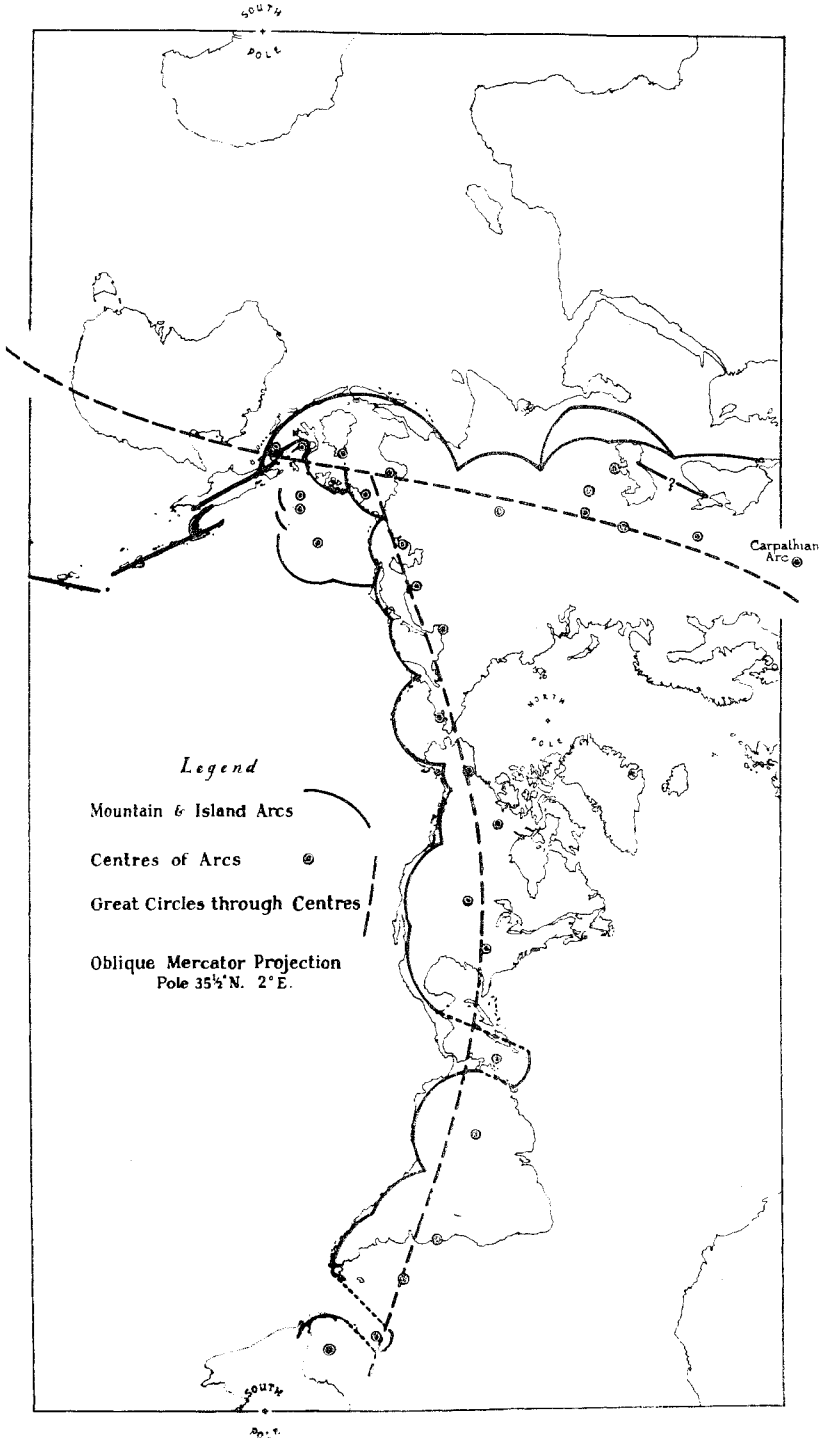 SOUTH
POLE
Carpathian
Arc
?
NORTH
POLE
Legend
Mountain & Island Arcs
Centres of Arcs
Great Circles through Centres
Oblique Mercator Projection
Pole 35½°N. 2°E.
SOUTH
POLE